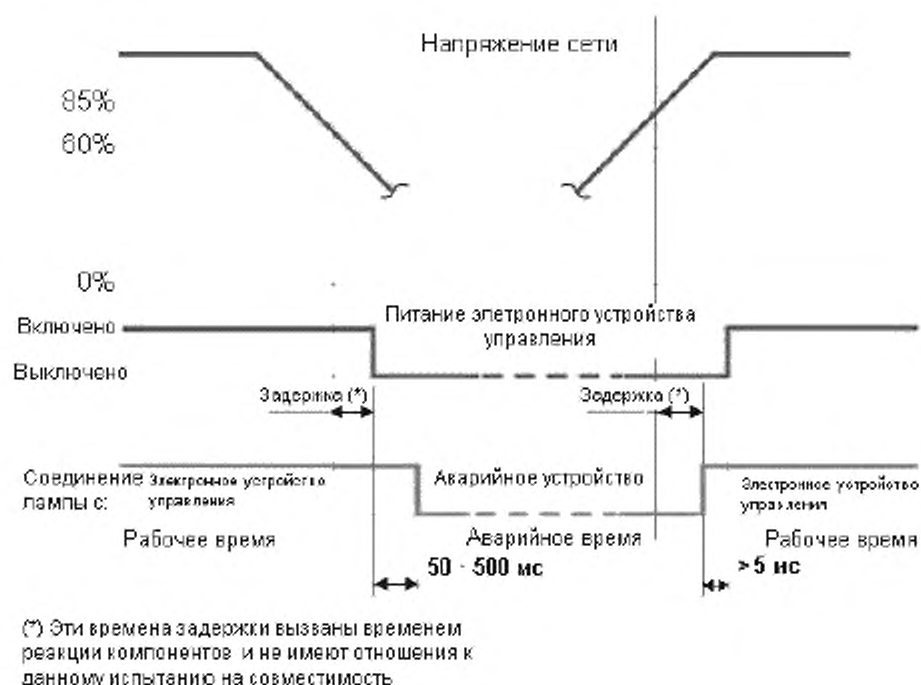 Напряжение сети
85%
60%
0%
Включено
Питание элетронного устройства
управления
Выключено
Задержка (*)
Задержка (*)
Соединение
лампы с:
Электронное устройство
управления
Аварийное устройство
Электронное устройство
управления
Рабочее время
Аварийное время
Рабочее время
50 - 500 мс
>5 мс
(*) Эти времена задержки вызваны временем
реакции компонентов и не имеют отношения к
данному испытанию на совместимость